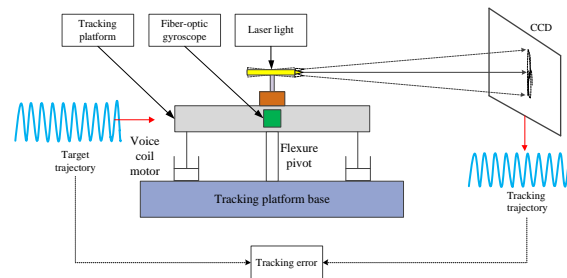 Tracking
platform
Fiber-optic
gyroscope
Laser light
CCD
Target
trajectory
Voice
coil
motor
Flexure
pivot
Tracking
trajectory
Tracking platform base
Tracking error